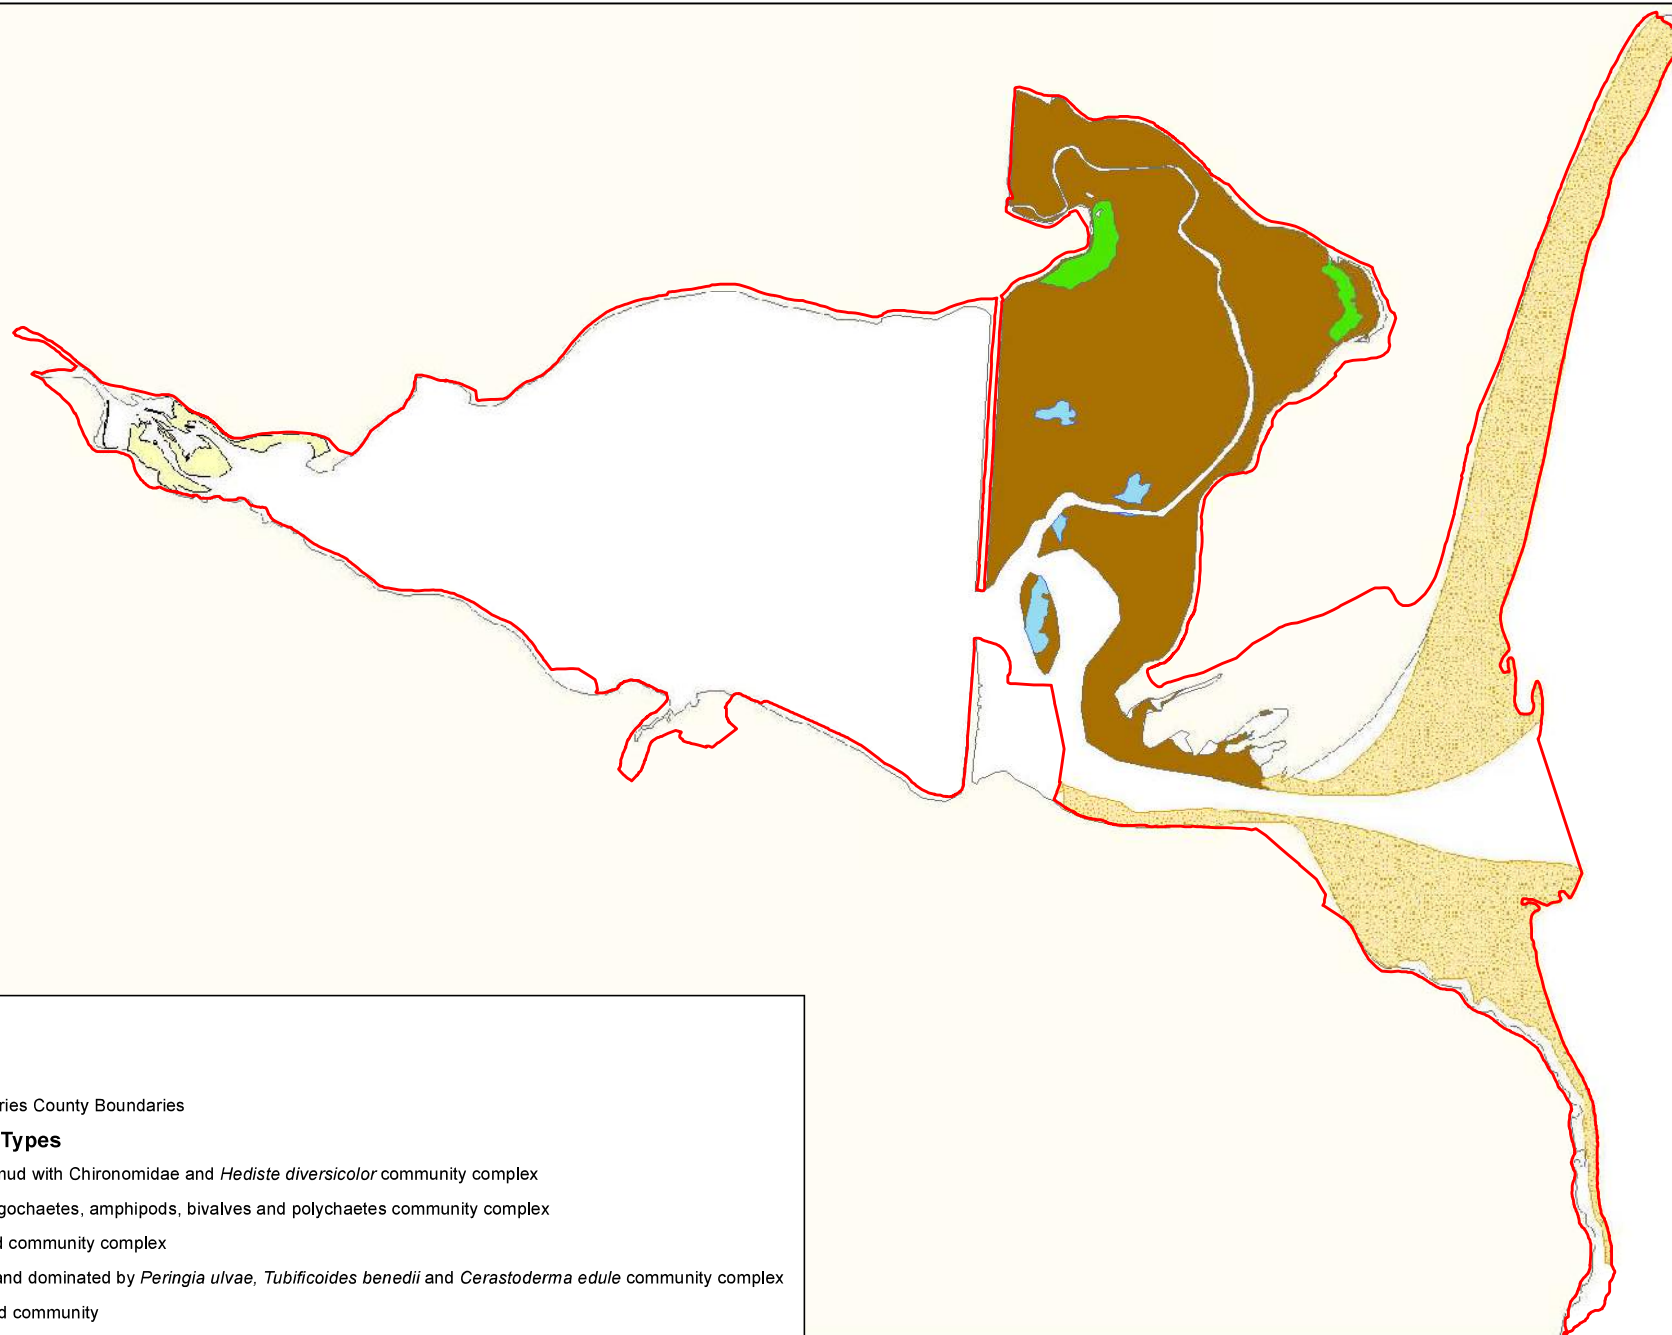 ries County Boundaries
Types
nud with Chironomidae and Hediste diversicolor community complex
gochaetes, amphipods, bivalves and polychaetes community complex
d community complex
and dominated by Peringia ulvae, Tubificoides benedii and Cerastoderma edule community complex
d community